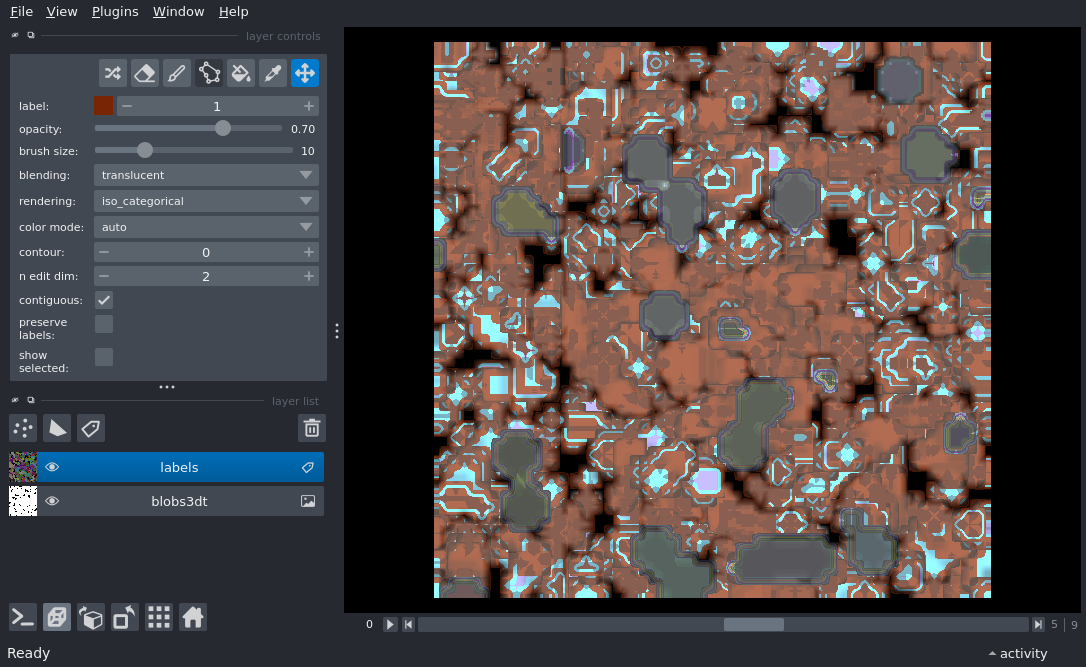 File View Plugins Window Help
layer controls
label: 1
opacity: 0.70
brush size: 10
blending: translucent
rendering: iso_categorical
color mode: auto
contour: 0
n edit dim: 2
contiguous:
preserve
labels:
show
selected:
layer list
labels
blobs3dt
0 5 | 9
Ready activity